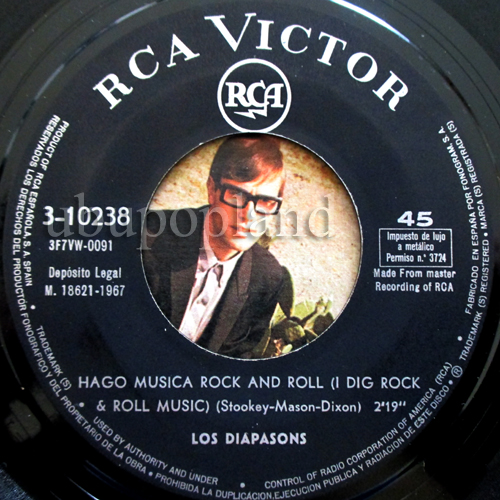 RCA VICTOR
RCA
3-10238
3F7VW-0091
Depósito Legal
M. 18621-1967
45
Impuesto de lujo
a metálico
Permiso n.º 3724
Made From master
Recording of RCA
ubupopland
HAGO MUSICA ROCK AND ROLL (I DIG ROCK
& ROLL MUSIC) (Stookey-Mason-Dixon) 2'19"
LOS DIAPASONS
PRODUCT OF RCA ESPAÑOLA, S. A. SPAIN
RESERVADOS LOS DERECHOS DEL PRODUCTOR FONOGRAFICO Y DEL PROPIETARIO DE LA OBRA • PROHIBIDA LA DUPLICACION, EJECUCION PUBLICA Y RADIACION DE ESTE DISCO •
TRADEMARK (S)
USED BY AUTHORITY AND UNDER CONTROL OF RADIO CORPORATION OF AMERICA (RCA)
FABRICADO EN ESPAÑA POR FONOGRAM, S.A
TRADEMARK (S) REGISTERED • MARCA (S) REGISTRADA (S)